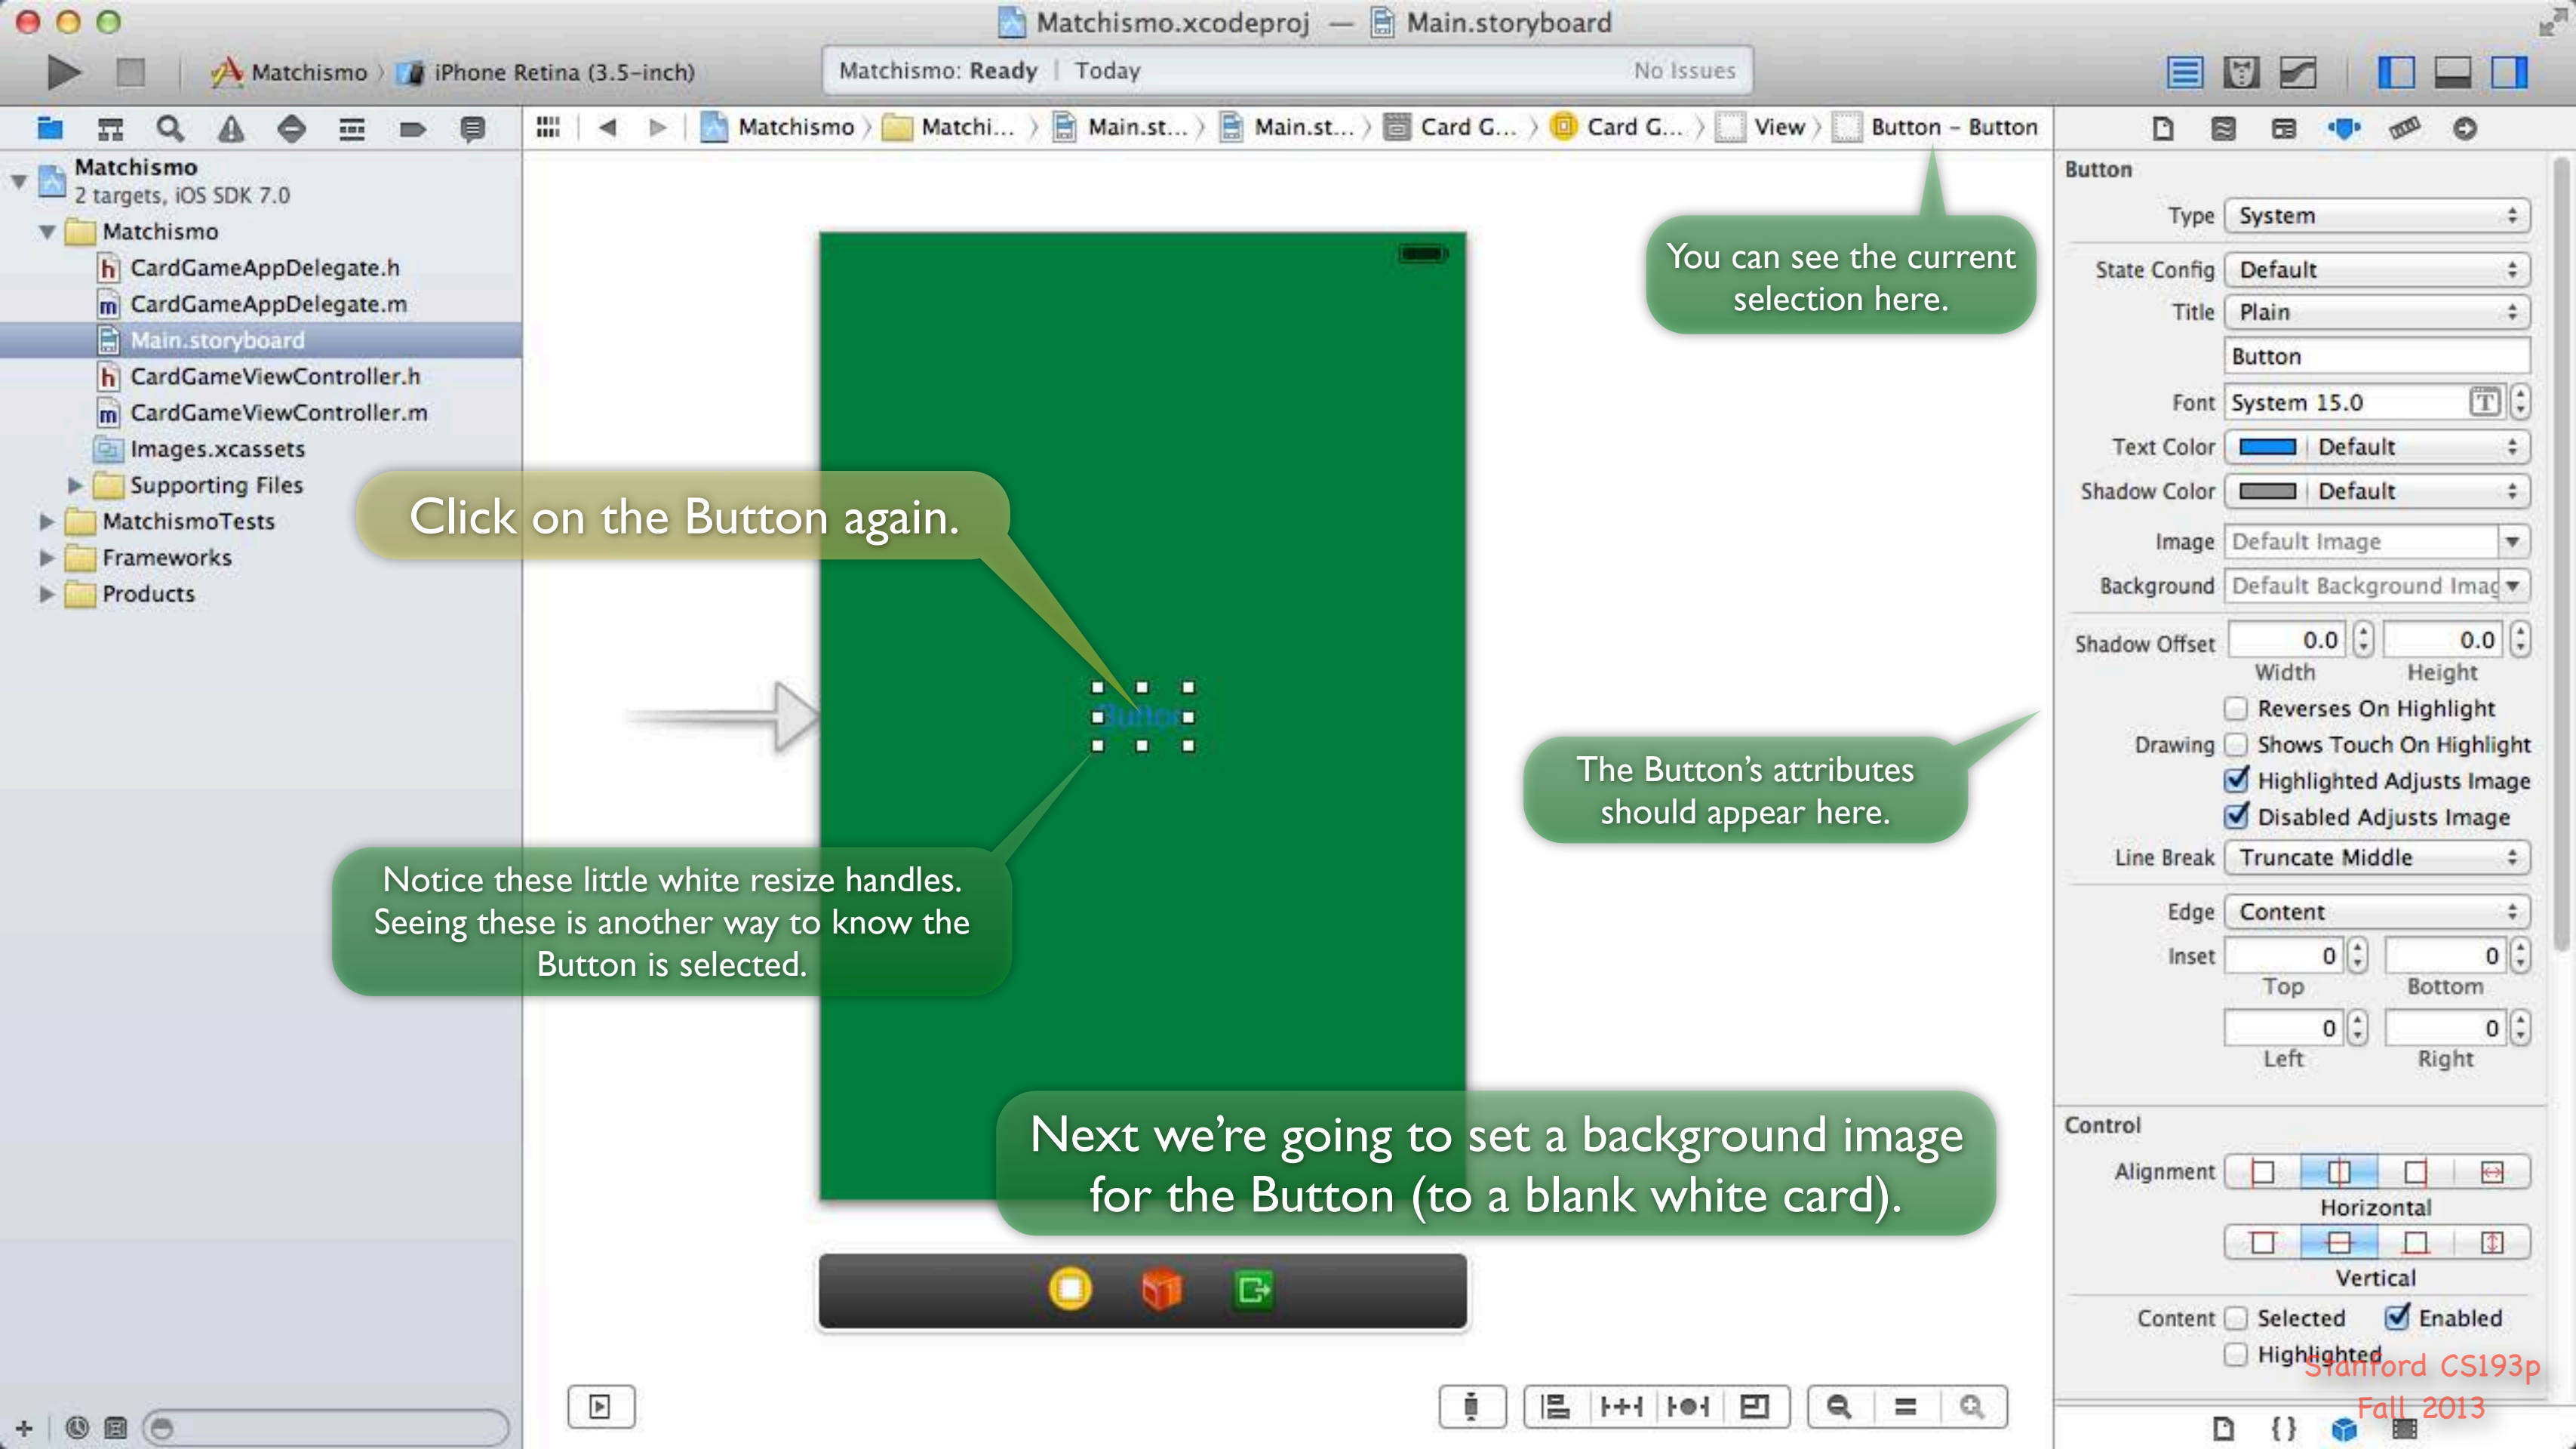 Matchismo.xcodeproj — Main.storyboard
Matchismo iPhone Retina (3.5-inch)
Matchismo: Ready | Today No Issues
Matchismo Matchi... Main.st... Main.st... Card G... Card G... View Button – Button
Matchismo
2 targets, iOS SDK 7.0
Matchismo
h CardGameAppDelegate.h
m CardGameAppDelegate.m
Main.storyboard
h CardGameViewController.h
m CardGameViewController.m
Images.xcassets
Supporting Files
MatchismoTests
Frameworks
Products
You can see the current
selection here.
Click on the Button again.
Button
Notice these little white resize handles.
Seeing these is another way to know the
Button is selected.
The Button's attributes
should appear here.
Next we're going to set a background image
for the Button (to a blank white card).
Button
Type System
State Config Default
Title Plain
Button
Font System 15.0 T
Text Color Default
Shadow Color Default
Image Default Image
Background Default Background Imag
Shadow Offset 0.0 0.0
Width Height
Reverses On Highlight
Drawing Shows Touch On Highlight
Highlighted Adjusts Image
Disabled Adjusts Image
Line Break Truncate Middle
Edge Content
Inset 0 0
Top Bottom
0 0
Left Right
Control
Alignment
Horizontal
Vertical
Content Selected Enabled
Highlighted
Stanford CS193p
Fall 2013